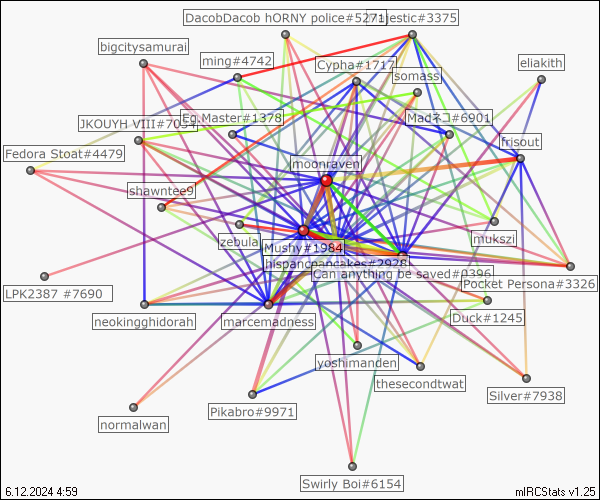 DacobDacob hORNY police#5271
Majestic#3375
bigcitysamurai
ming#4742
Cypha#1717
somass
eliakith
Eg.Master#1378
Madネコ#6901
JKOUYH VIII#7034
frisout
Fedora Stoat#4479
moonraven
shawntee9
zebula
Mushy#1984
mukszi
hispanicpancakes#2928
Can anything be saved#0396
Pocket Persona#3326
LPK2387 #7690
neokingghidorah
marcemadness
Duck#1245
yoshimanden
thesecondtwat
Silver#7938
Pikabro#9971
normalwan
Swirly Boi#6154
6.12.2024 4:59
mIRCStats v1.25